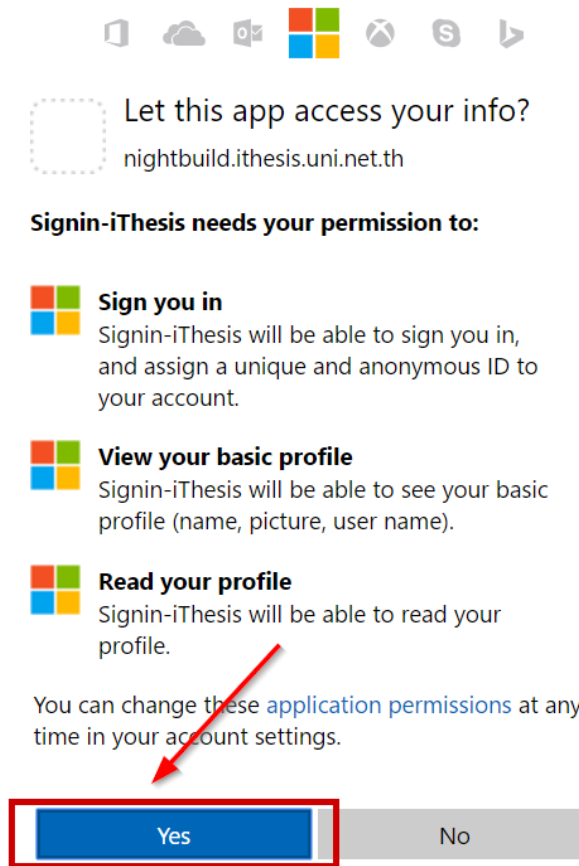 Let this app access your info?
nightbuild.ithesis.uni.net.th
Signin-iThesis needs your permission to:
Sign you in
Signin-iThesis will be able to sign you in,
and assign a unique and anonymous ID to
your account.
View your basic profile
Signin-iThesis will be able to see your basic
profile (name, picture, user name).
Read your profile
Signin-iThesis will be able to read your
profile.
You can change these application permissions at any
time in your account settings.
Yes
No